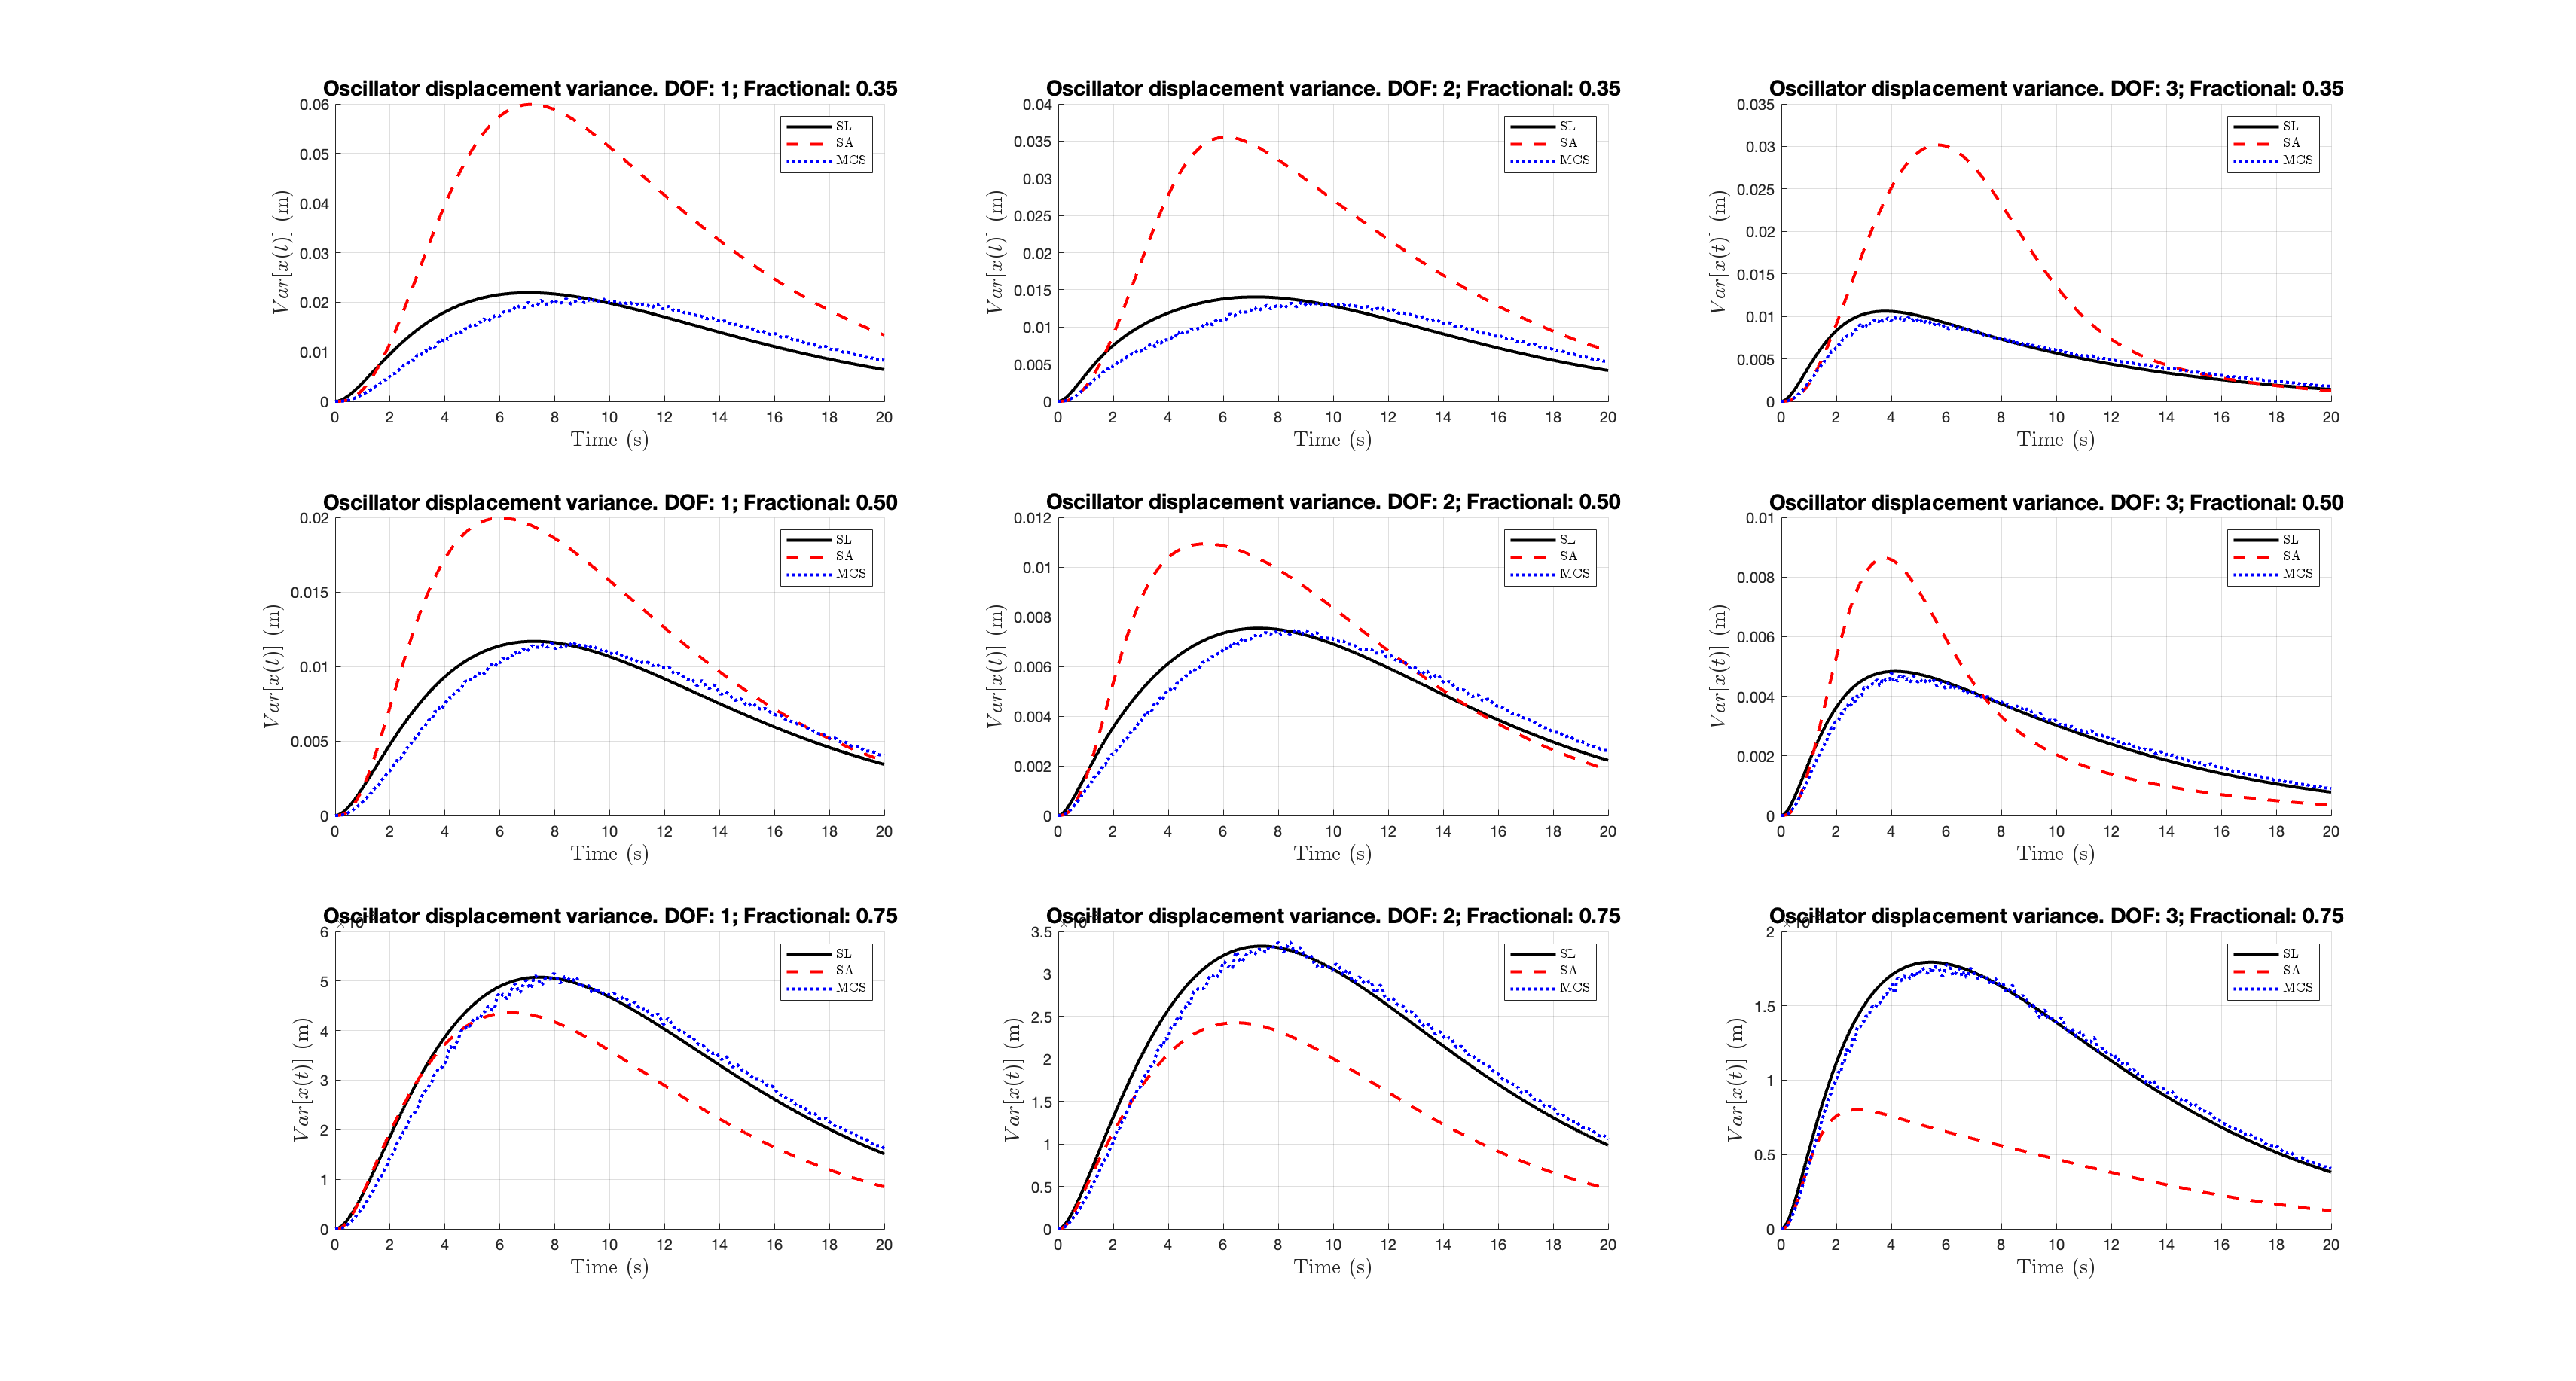 Oscillator displacement variance. DOF: 1; Fractional: 0.35
0.06
0.05
0.04
0.03
0.02
0.01
0
Var[x(t)] (m)
SL
SA
MCS
0 2 4 6 8 10 12 14 16 18 20
Time (s)
Oscillator displacement variance. DOF: 2; Fractional: 0.35
0.04
0.035
0.03
0.025
0.02
0.015
0.01
0.005
0
Var[x(t)] (m)
SL
SA
MCS
0 2 4 6 8 10 12 14 16 18 20
Time (s)
Oscillator displacement variance. DOF: 3; Fractional: 0.35
0.035
0.03
0.025
0.02
0.015
0.01
0.005
0
Var[x(t)] (m)
SL
SA
MCS
0 2 4 6 8 10 12 14 16 18 20
Time (s)
Oscillator displacement variance. DOF: 1; Fractional: 0.50
0.02
0.015
0.01
0.005
0
Var[x(t)] (m)
SL
SA
MCS
0 2 4 6 8 10 12 14 16 18 20
Time (s)
Oscillator displacement variance. DOF: 2; Fractional: 0.50
0.012
0.01
0.008
0.006
0.004
0.002
0
Var[x(t)] (m)
SL
SA
MCS
0 2 4 6 8 10 12 14 16 18 20
Time (s)
Oscillator displacement variance. DOF: 3; Fractional: 0.50
0.01
0.008
0.006
0.004
0.002
0
Var[x(t)] (m)
SL
SA
MCS
0 2 4 6 8 10 12 14 16 18 20
Time (s)
Oscillator displacement variance. DOF: 1; Fractional: 0.75
6
5
4
3
2
1
0
Var[x(t)] (m)
SL
SA
MCS
0 2 4 6 8 10 12 14 16 18 20
Time (s)
Oscillator displacement variance. DOF: 2; Fractional: 0.75
3.5
3
2.5
2
1.5
1
0.5
0
Var[x(t)] (m)
SL
SA
MCS
0 2 4 6 8 10 12 14 16 18 20
Time (s)
Oscillator displacement variance. DOF: 3; Fractional: 0.75
2
1.5
1
0.5
0
Var[x(t)] (m)
SL
SA
MCS
0 2 4 6 8 10 12 14 16 18 20
Time (s)